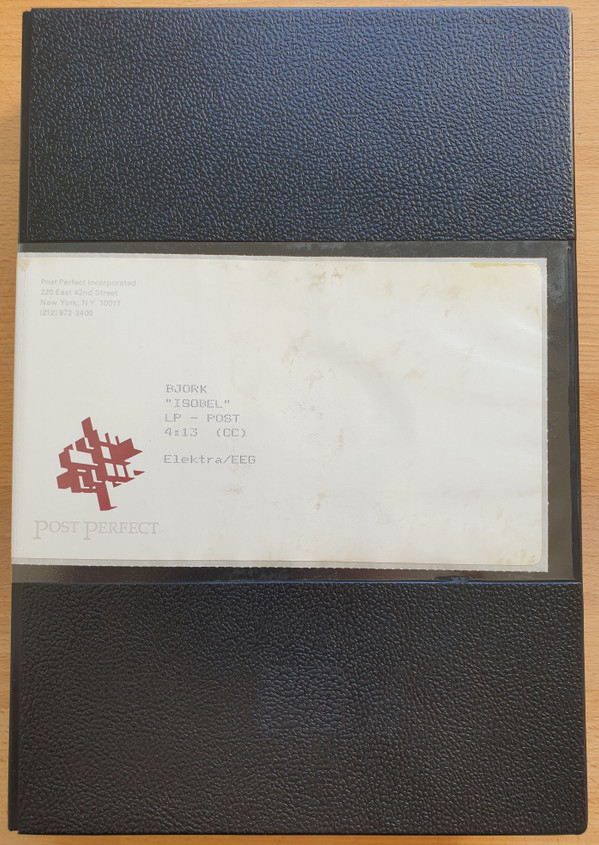 Post Perfect Incorporated
220 East 42nd Street
New York, N.Y. 10017
(212) 972-3400
BJORK
"ISOBEL"
LP - POST
4:13 (CC)
Elektra/EEG
POST PERFECT